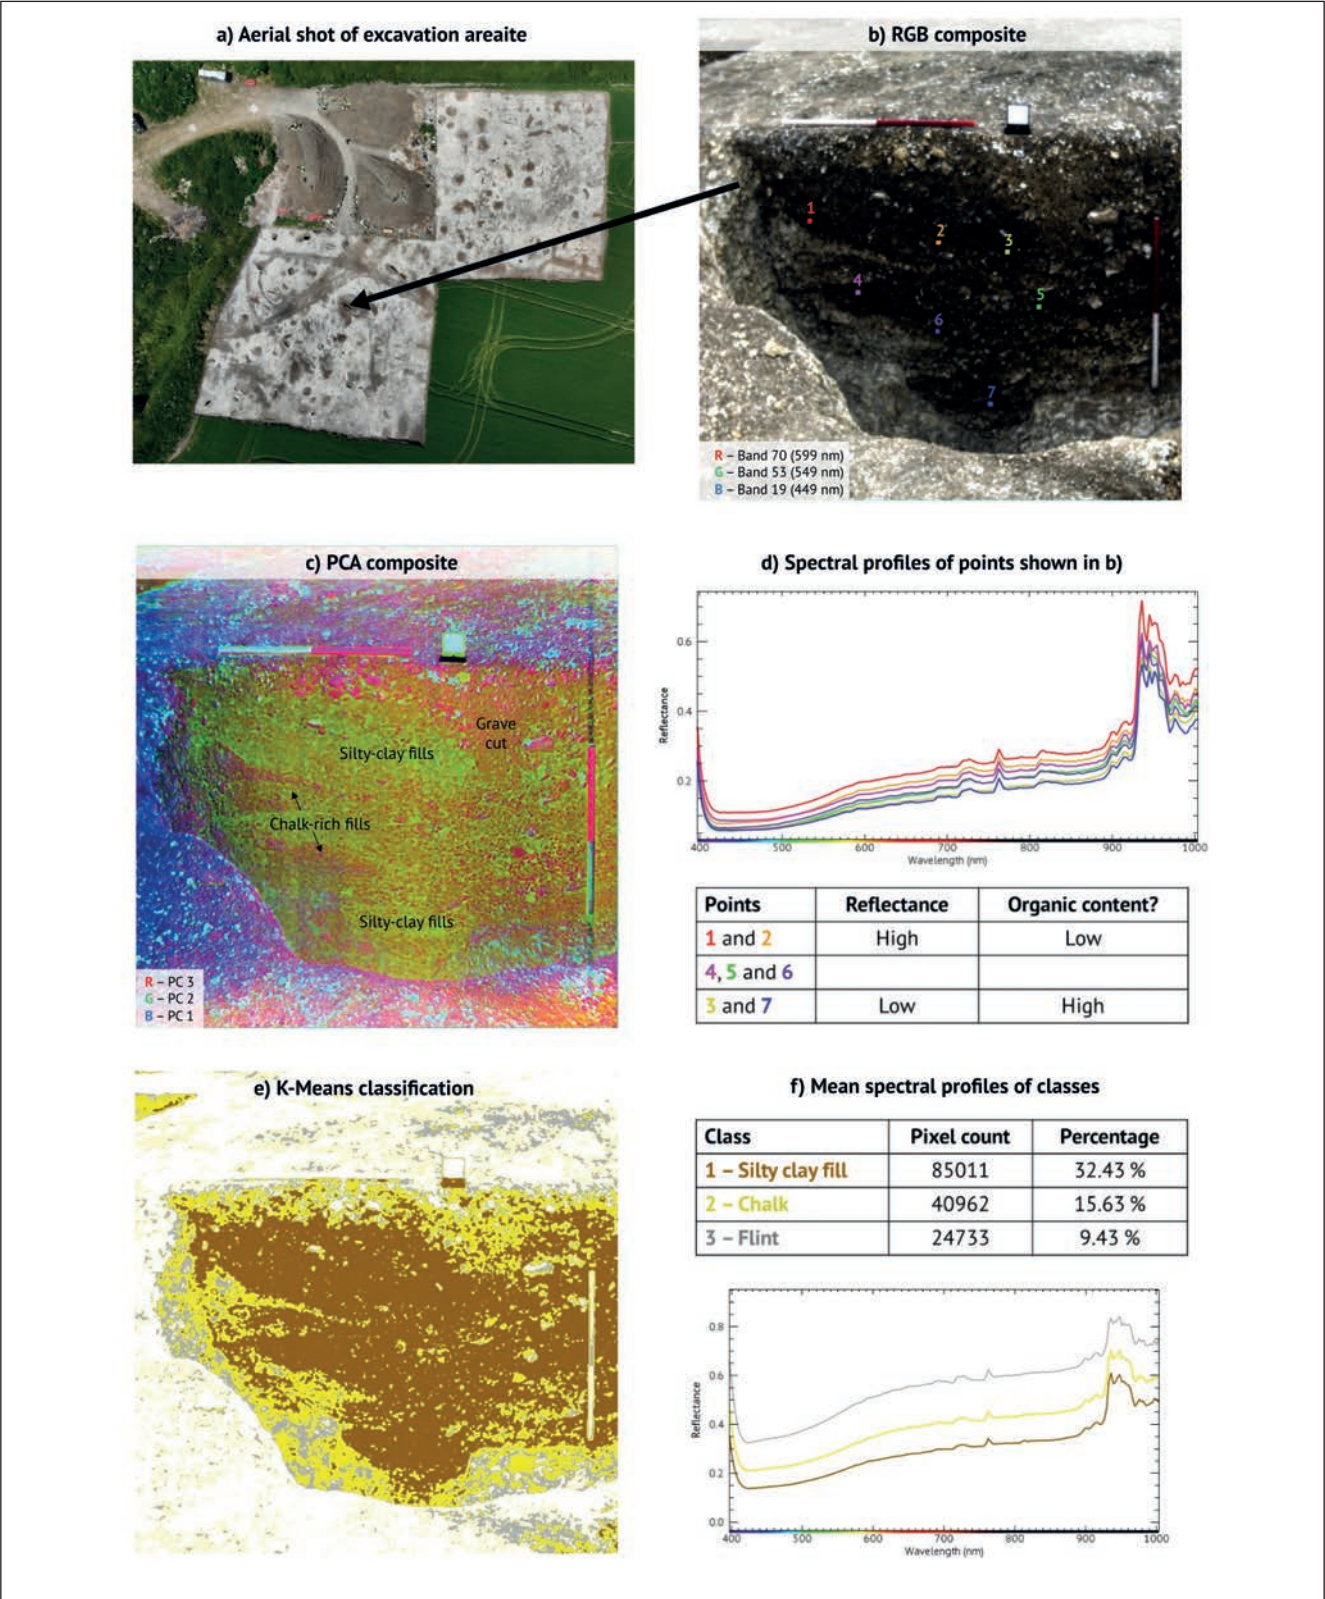 a) Aerial shot of excavation areaite
b) RGB composite
1
2
3
4
5
6
7
R – Band 70 (599 nm)
G – Band 53 (549 nm)
B – Band 19 (449 nm)
c) PCA composite
Grave
cut
Silty-clay fills
Chalk-rich fills
Silty-clay fills
R – PC 3
G – PC 2
B – PC 1
d) Spectral profiles of points shown in b)
Reflectance
0.6
0.4
0.2
400 500 600 700 800 900 1000
Wavelength (nm)
Points Reflectance Organic content?
1 and 2 High Low
4, 5 and 6
3 and 7 Low High
e) K-Means classification
f) Mean spectral profiles of classes
Class Pixel count Percentage
1 – Silty clay fill 85011 32.43 %
2 – Chalk 40962 15.63 %
3 – Flint 24733 9.43 %
Reflectance
0.8
0.6
0.4
0.2
0.0
400 500 600 700 800 900 1000
Wavelength (nm)